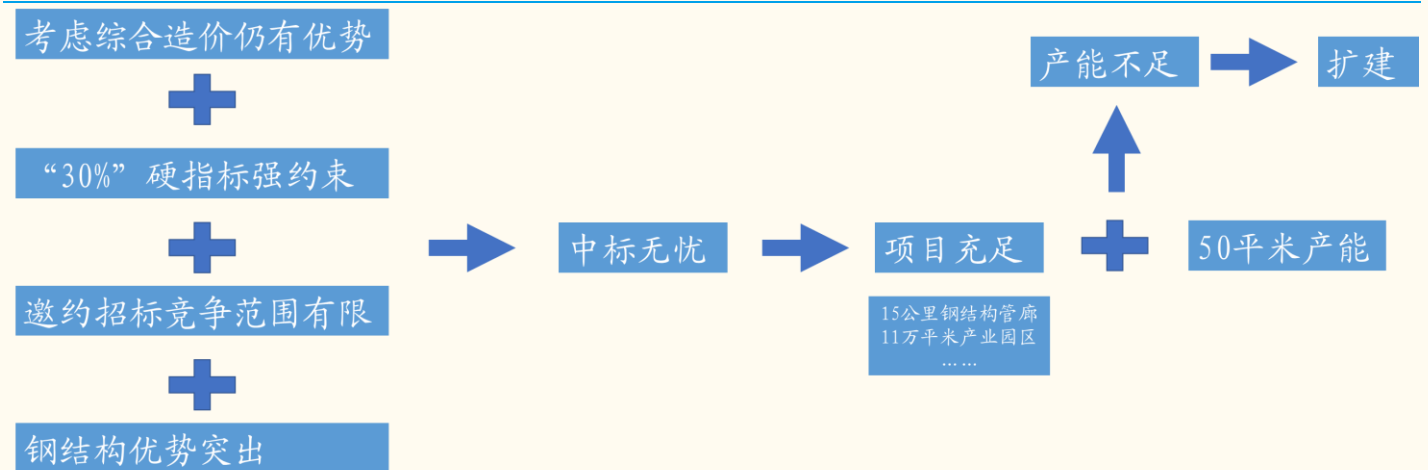 考虑综合造价仍有优势
“30%”硬指标强约束
邀约招标竞争范围有限
钢结构优势突出
中标无忧
项目充足
15公里钢结构管廊
11万平米产业园区
……
50平米产能
产能不足
扩建